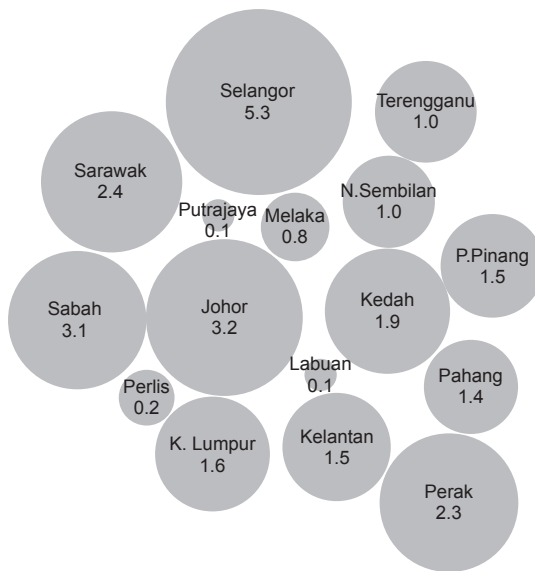 Selangor
5.3
Terengganu
1.0
Sarawak
2.4
N.Sembilan
1.0
Putrajaya
0.1
Melaka
0.8
P.Pinang
1.5
Sabah
3.1
Johor
3.2
Kedah
1.9
Labuan
0.1
Pahang
1.4
Perlis
0.2
K. Lumpur
1.6
Kelantan
1.5
Perak
2.3